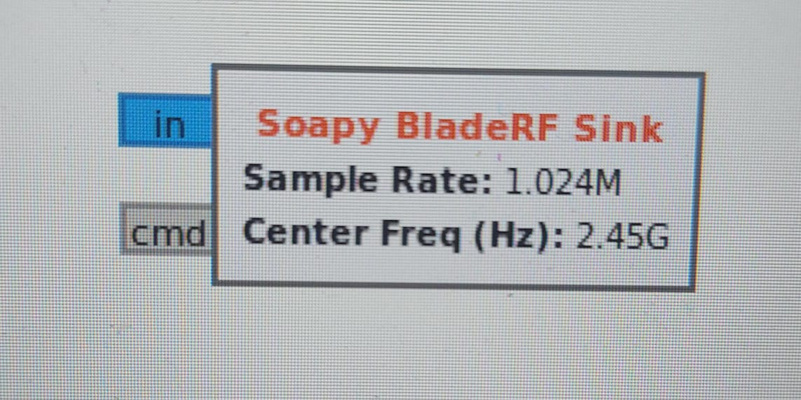 in
Soapy BladeRF Sink
Sample Rate: 1.024M
cmd
Center Freq (Hz): 2.45G